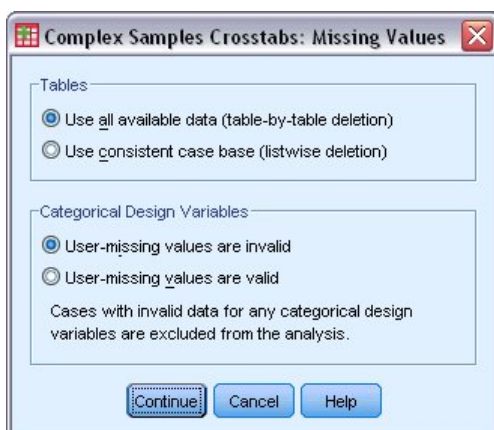 Complex Samples Crosstabs: Missing Values
Tables
Use all available data (table-by-table deletion)
Use consistent case base (listwise deletion)
Categorical Design Variables
User-missing values are invalid
User-missing values are valid
Cases with invalid data for any categorical design
variables are excluded from the analysis.
Continue Cancel Help